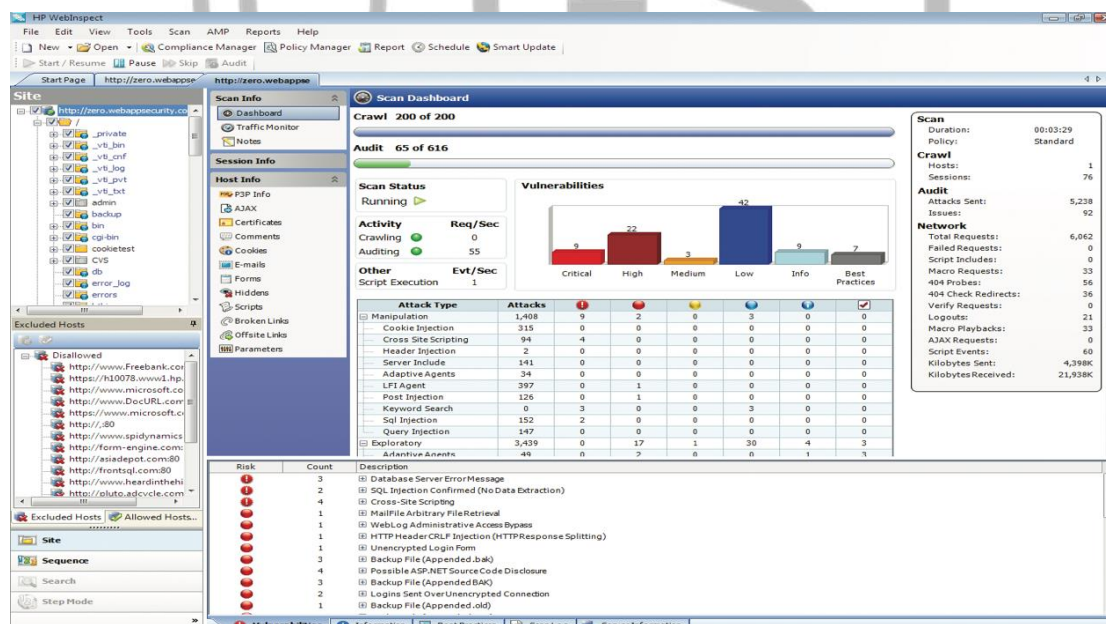 HP WebInspect
File Edit View Tools Scan AMP Reports Help
New Open Compliance Manager Policy Manager Report Schedule Smart Update
Start / Resume Pause Skip Audit
Start Page http://zero.webappse http://zero.webappse
Site
http://zero.webappsecurity.co
/
_private
_vti_bin
_vti_cnf
_vti_log
_vti_pvt
_vti_txt
admin
backup
bin
cgi-bin
cookietest
CVS
db
error_log
errors
Excluded Hosts
Disallowed
http://www.Freebank.cor
https://h10078.www1.hp.
http://www.microsoft.co
http://www.DocURL.com
https://www.microsoft.c
http://,:80
http://www.spidynamics
http://form-engine.com:
http://asiadepot.com:80
http://frontsql.com:80
http://www.heardinthehi
http://pluto.adcycle.com
Excluded Hosts Allowed Hosts...
Site
Sequence
Search
Step Mode
Scan Info
Dashboard
Traffic Monitor
Notes
Session Info
Host Info
P3P Info
AJAX
Certificates
Comments
Cookies
E-mails
Forms
Hiddens
Scripts
Broken Links
Offsite Links
Parameters
Scan Dashboard
Crawl 200 of 200
Audit 65 of 616
Scan Status
Running
Activity Req/Sec
Crawling 0
Auditing 55
Other Evt/Sec
Script Execution 1
Vulnerabilities
9 22 3 42 9 7
Critical High Medium Low Info Best Practices
Attack Type Attacks
Manipulation 1,408 9 2 0 3 0 0
Cookie Injection 315 0 0 0 0 0 0
Cross Site Scripting 94 4 0 0 0 0 0
Header Injection 2 0 0 0 0 0 0
Server Include 141 0 0 0 0 0 0
Adaptive Agents 34 0 0 0 0 0 0
LFI Agent 397 0 1 0 0 0 0
Post Injection 126 0 1 0 0 0 0
Keyword Search 0 3 0 0 3 0 0
Sql Injection 152 2 0 0 0 0 0
Query Injection 147 0 0 0 0 0 0
Exploratory 3,439 0 17 1 30 4 3
Adaptive Agents 49 0 2 0 0 1 3
Scan
Duration: 00:03:29
Policy: Standard
Crawl
Hosts: 1
Sessions: 76
Audit
Attacks Sent: 5,238
Issues: 92
Network
Total Requests: 6,062
Failed Requests: 0
Script Includes: 0
Macro Requests: 33
404 Probes: 56
404 Check Redirects: 36
Verify Requests: 0
Logouts: 21
Macro Playbacks: 33
AJAX Requests: 0
Script Events: 60
Kilobytes Sent: 4,398K
Kilobytes Received: 21,938K
Risk Count Description
3 Database Server Error Message
2 SQL Injection Confirmed (No Data Extraction)
4 Cross-Site Scripting
1 MailFile Arbitrary File Retrieval
1 WebLog Administrative Access Bypass
1 HTTP Header CRLF Injection (HTTP Response Splitting)
1 Unencrypted Login Form
3 Backup File (Appended .bak)
4 Possible ASP.NET Source Code Disclosure
3 Backup File (Appended BAK)
2 Logins Sent Over Unencrypted Connection
1 Backup File (Appended .old)